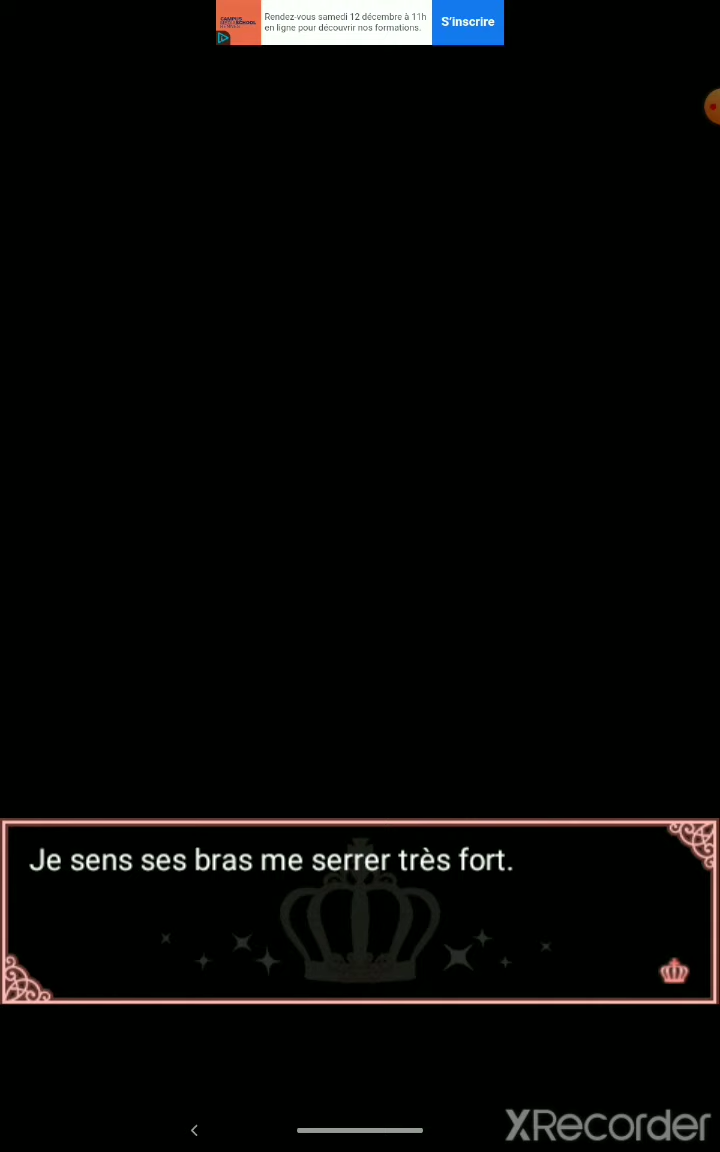 Rendez-vous samedi 12 décembre à 11h
en ligne pour découvrir nos formations.
S'inscrire
Je sens ses bras me serrer très fort.
XRecorder